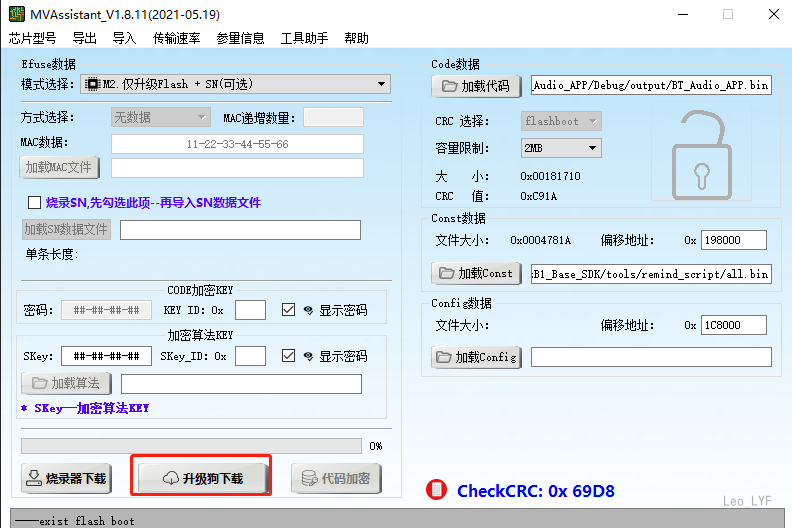 MVAssistant_V1.8.11(2021-05.19)
芯片型号 导出 导入 传输速率 参量信息 工具助手 帮助
Efuse数据
模式选择: M2.仅升级Flash + SN(可选)
方式选择: 无数据 MAC递增数量:
MAC数据: 11-22-33-44-55-66
加载MAC文件
烧录SN,先勾选此项--再导入SN数据文件
加载SN数据文件
单条长度:
CODE加密KEY
密码: ##-##-##-## KEY ID: 0x 显示密码
加密算法KEY
SKey: ##-##-##-## SKey_ID: 0x 显示密码
加载算法
* SKey——加密算法KEY
0%
烧录器下载 升级狗下载 代码加密
Code数据
加载代码 Audio_APP/Debug/output/BT_Audio_APP.bin
CRC 选择: flashboot
容量限制: 2MB
大 小: 0x00181710
CRC 值: 0xC91A
Const数据
文件大小: 0x0004781A 偏移地址: 0x 198000
加载Const B1_Base_SDK/tools/remind_script/all.bin
Config数据
文件大小: 偏移地址: 0x 1C8000
加载Config
CheckCRC: 0x 69D8
Leo_LYF
——exist flash boot